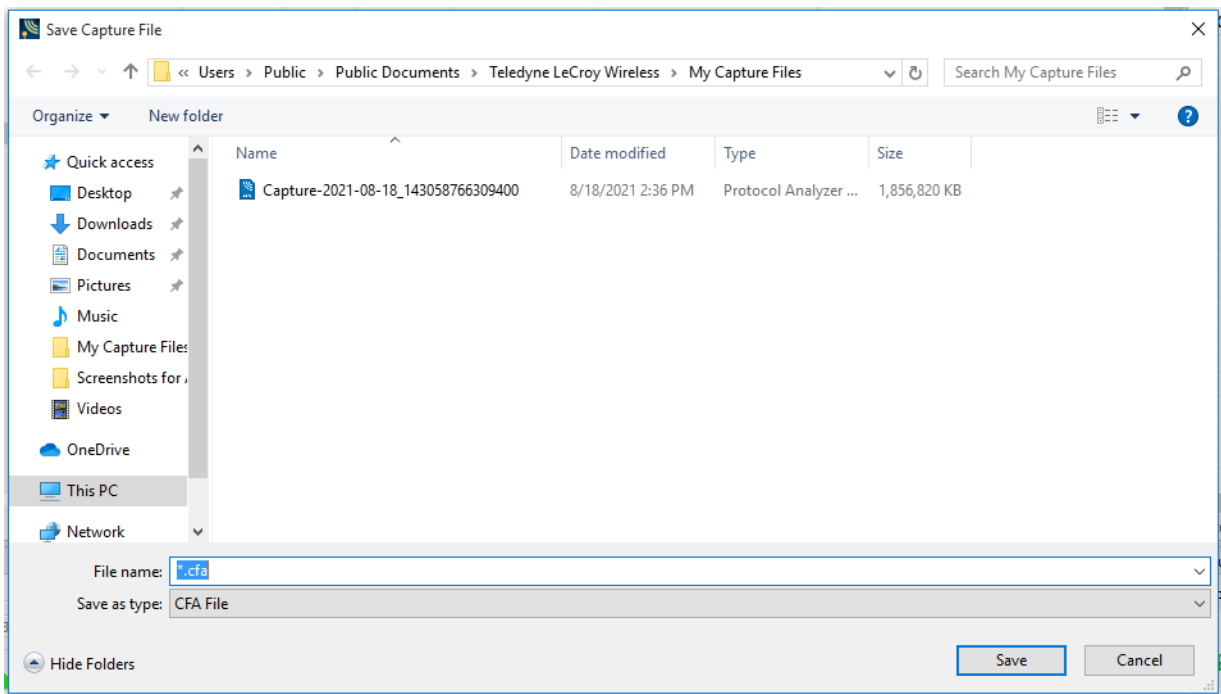 Save Capture File
« Users › Public › Public Documents › Teledyne LeCroy Wireless › My Capture Files
Search My Capture Files
Organize
New folder
Name
Date modified
Type
Size
Quick access
Capture-2021-08-18_143058766309400
8/18/2021 2:36 PM
Protocol Analyzer ...
1,856,820 KB
Desktop
Downloads
Documents
Pictures
Music
My Capture Files
Screenshots for
Videos
OneDrive
This PC
Network
File name: *.cfa
Save as type: CFA File
Hide Folders
Save
Cancel